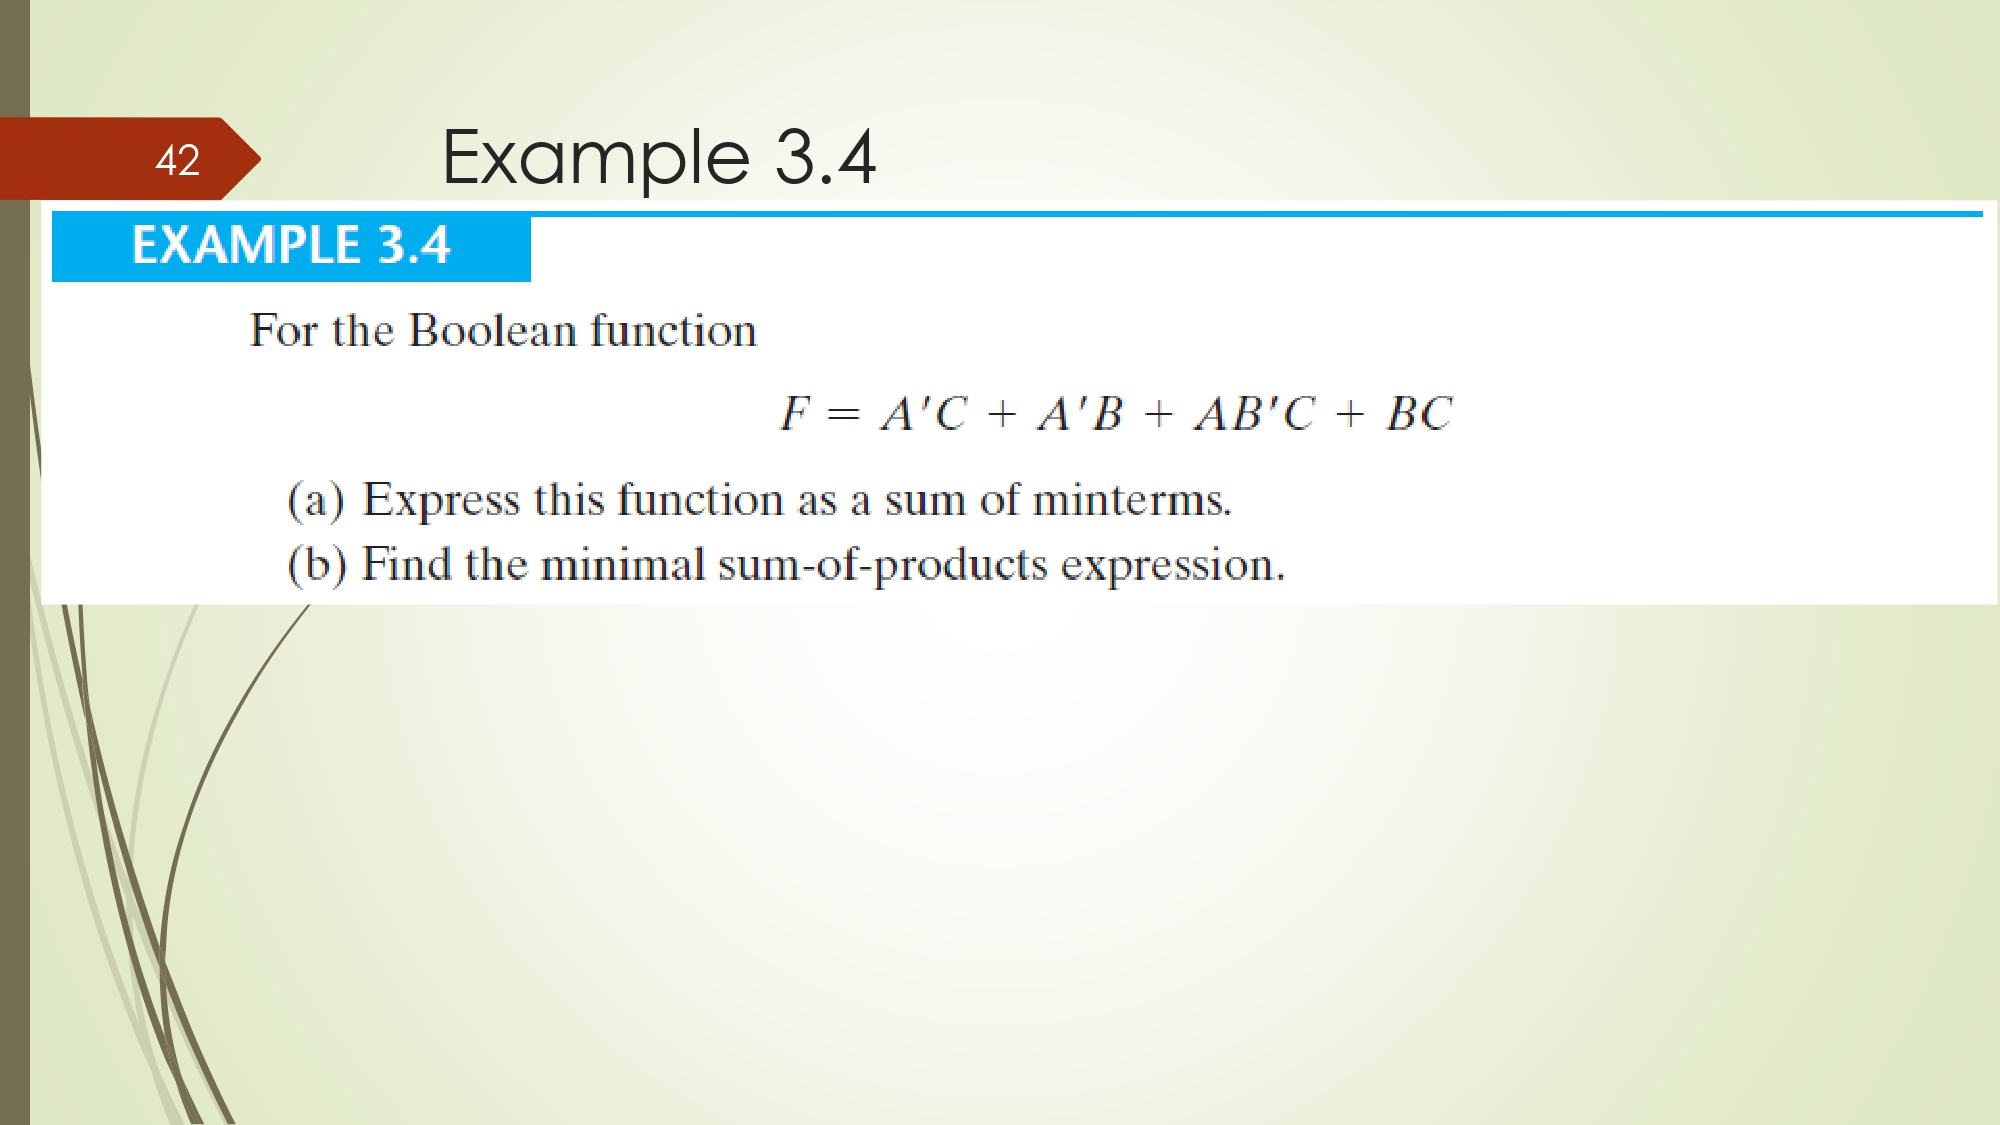 42
Example 3.4
EXAMPLE 3.4
For the Boolean function
F = A′C + A′B + AB′C + BC
(a) Express this function as a sum of minterms.
(b) Find the minimal sum-of-products expression.